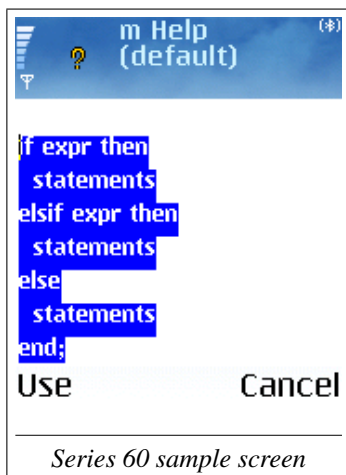 m Help
(default)
if expr then
statements
elsif expr then
statements
else
statements
end;
Use Cancel
Series 60 sample screen